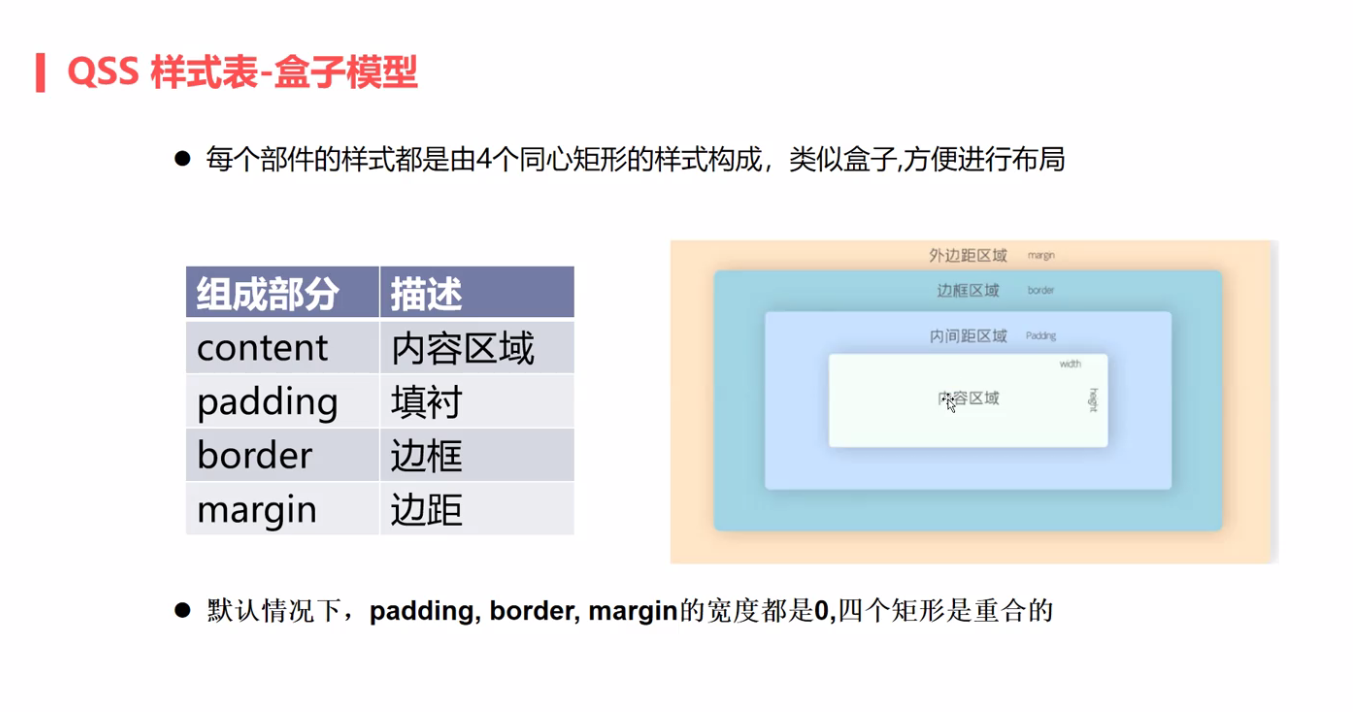 QSS 样式表-盒子模型
● 每个部件的样式都是由4个同心矩形的样式构成，类似盒子,方便进行布局
组成部分 描述
content 内容区域
padding 填衬
border 边框
margin 边距
外边距区域 margin
边框区域 border
内间距区域 Padding
width
内容区域
height
● 默认情况下，padding, border, margin的宽度都是0,四个矩形是重合的